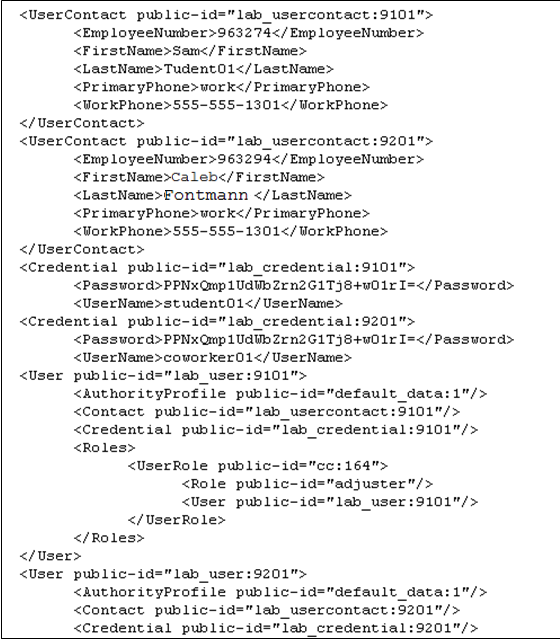 <UserContact public-id="lab_usercontact:9101">
<EmployeeNumber>963274</EmployeeNumber>
<FirstName>Sam</FirstName>
<LastName>Tudent01</LastName>
<PrimaryPhone>work</PrimaryPhone>
<WorkPhone>555-555-1301</WorkPhone>
</UserContact>
<UserContact public-id="lab_usercontact:9201">
<EmployeeNumber>963294</EmployeeNumber>
<FirstName>Caleb</FirstName>
<LastName>Fontmann </LastName>
<PrimaryPhone>work</PrimaryPhone>
<WorkPhone>555-555-1301</WorkPhone>
</UserContact>
<Credential public-id="lab_credential:9101">
<Password>PPNxQmp1UdWbZrn2G1Tj8+w01rI=</Password>
<UserName>student01</UserName>
<Credential public-id="lab_credential:9201">
<Password>PPNxQmp1UdWbZrn2G1Tj8+w01rI=</Password>
<UserName>coworker01</UserName>
<User public-id="lab_user:9101">
<AuthorityProfile public-id="default_data:1"/>
<Contact public-id="lab_usercontact:9101"/>
<Credential public-id="lab_credential:9101"/>
<Roles>
<UserRole public-id="cc:164">
<Role public-id="adjuster"/>
<User public-id="lab_user:9101"/>
</UserRole>
</Roles>
</User>
<User public-id="lab_user:9201">
<AuthorityProfile public-id="default_data:1"/>
<Contact public-id="lab_usercontact:9201"/>
<Credential public-id="lab_credential:9201"/>